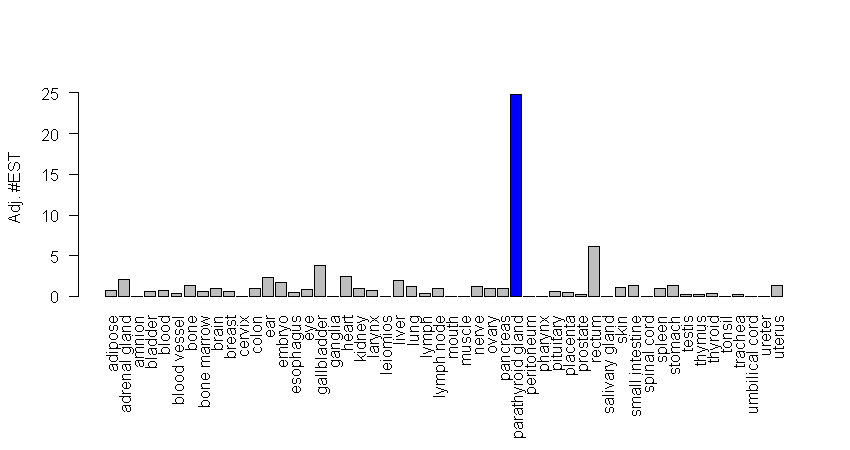 Adj. #EST
25
20
15
10
5
0
adipose
adrenal gland
amnion
bladder
blood
blood vessel
bone
bone marrow
brain
breast
cervix
colon
ear
embryo
esophagus
eye
gallbladder
ganglia
heart
kidney
larynx
leiomios
liver
lung
lymph
lymph node
mouth
muscle
nerve
ovary
pancreas
parathyroid gland
peritoneum
pharynx
pituitary
placenta
prostate
rectum
salivary gland
skin
small intestine
spinal cord
spleen
stomach
testis
thymus
thyroid
tonsil
trachea
umbilical cord
ureter
uterus